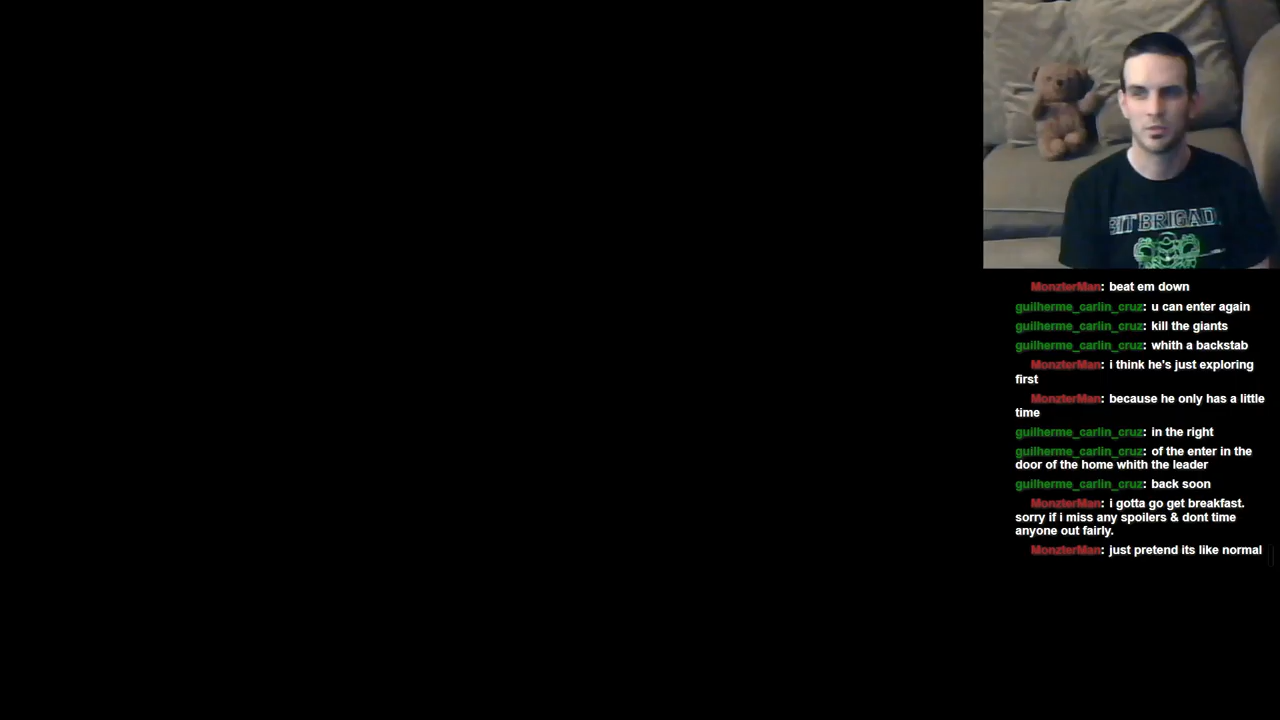 BIT BRIGAD
MonzterMan: beat em down
guilherme_carlin_cruz: u can enter again
guilherme_carlin_cruz: kill the giants
guilherme_carlin_cruz: whith a backstab
MonzterMan: i think he's just exploring
first
MonzterMan: because he only has a little
time
guilherme_carlin_cruz: in the right
guilherme_carlin_cruz: of the enter in the
door of the home whith the leader
guilherme_carlin_cruz: back soon
MonzterMan: i gotta go get breakfast.
sorry if i miss any spoilers & dont time
anyone out fairly.
MonzterMan: just pretend its like normal